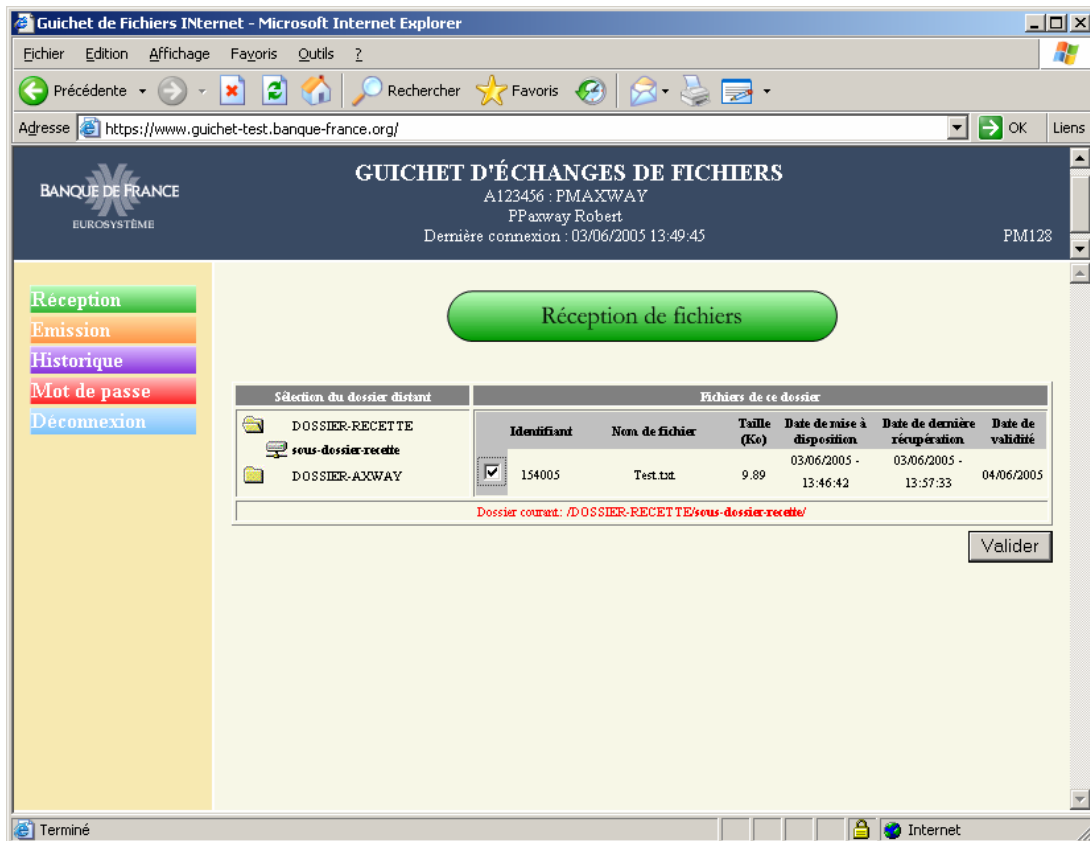 Guichet de Fichiers INternet - Microsoft Internet Explorer
Fichier Edition Affichage Favoris Outils ?
Précédente Rechercher Favoris
Adresse https://www.guichet-test.banque-france.org/ OK Liens
BANQUE DE FRANCE
EUROSYSTÈME
GUICHET D'ÉCHANGES DE FICHIERS
A123456 : PMAXWAY
PPaxway Robert
Dernière connexion : 03/06/2005 13:49:45
PM128
Réception
Emission
Historique
Mot de passe
Déconnexion
Réception de fichiers
Sélection du dossier distant
DOSSIER-RECETTE
sous-dossier-recette
DOSSIER-AXWAY
Fichiers de ce dossier
Identifiant Nom de fichier Taille (Ko) Date de mise à disposition Date de dernière récupération Date de validité
154005 Test.txt 9.89 03/06/2005 - 13:46:42 03/06/2005 - 13:57:33 04/06/2005
Dossier courant: /DOSSIER-RECETTE/sous-dossier-recette/
Valider
Terminé Internet